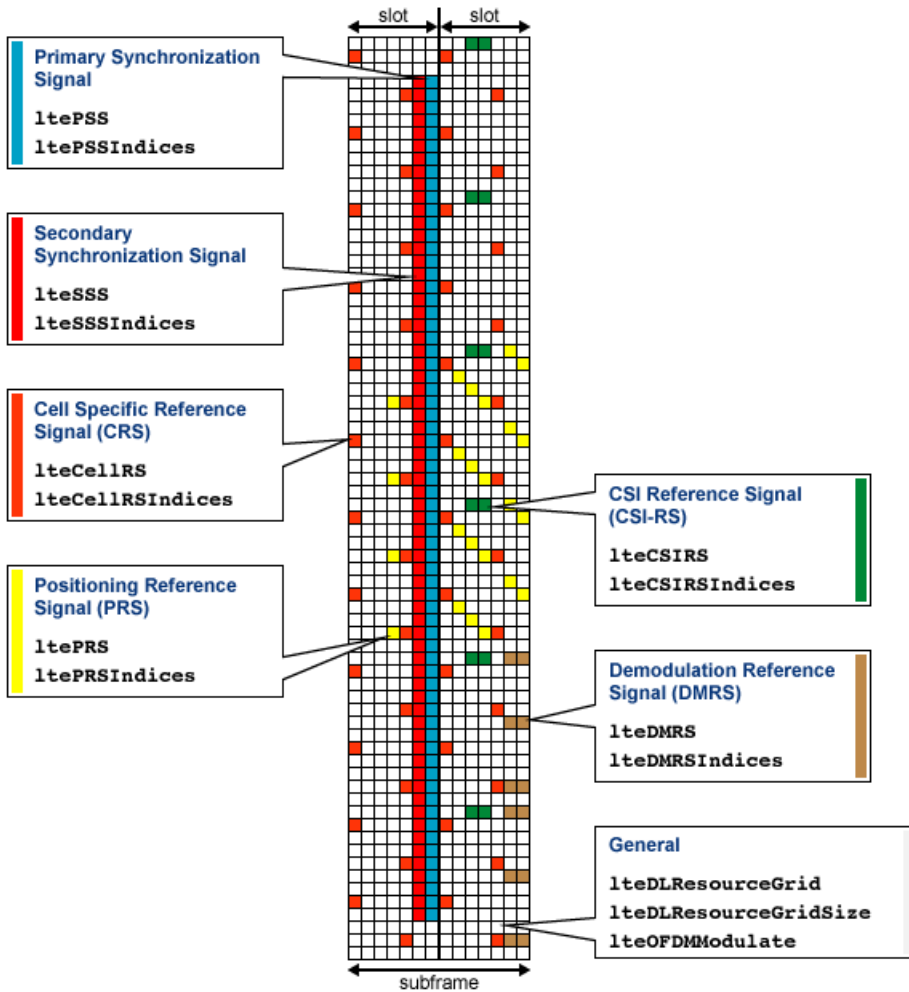 slot
slot
Primary Synchronization
Signal
ltePSS
ltePSSIndices
Secondary
Synchronization Signal
lteSSS
lteSSSIndices
Cell Specific Reference
Signal (CRS)
lteCellRS
lteCellRSIndices
Positioning Reference
Signal (PRS)
ltePRS
ltePRSIndices
CSI Reference Signal
(CSI-RS)
lteCSIRS
lteCSIRSIndices
Demodulation Reference
Signal (DMRS)
lteDMRS
lteDMRSIndices
General
lteDLResourceGrid
lteDLResourceGridSize
lteOFDMModulate
subframe